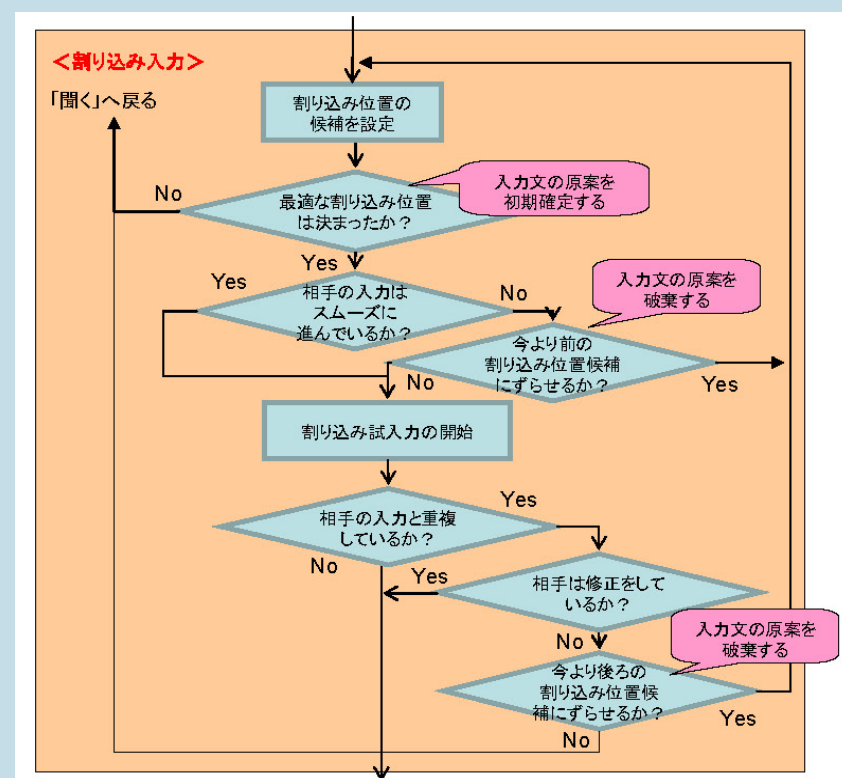 ＜割り込み入力＞
「聞く」へ戻る
割り込み位置の
候補を設定
入力文の原案を
初期確定する
No
最適な割り込み位置
は決まったか？
Yes
Yes
相手の入力は
スムーズに
進んでいるか？
No
入力文の原案を
破棄する
今より前の
割り込み位置候補
にずらせるか？
No
Yes
割り込み試入力の開始
Yes
相手の入力と重複
しているか？
No
Yes
相手は修正をして
いるか？
No
入力文の原案を
破棄する
今より後ろの
割り込み位置候
補にずらせるか？
Yes
No